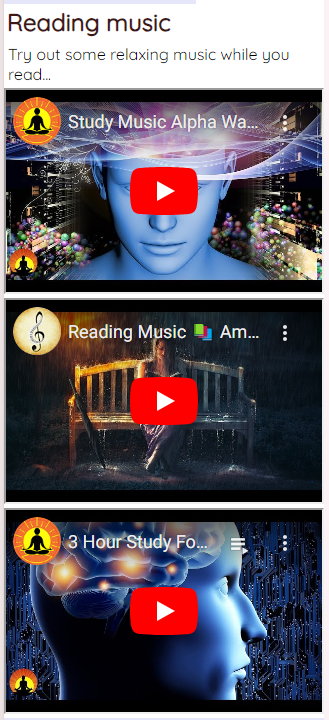 Reading music
Try out some relaxing music while you
read...
Study Music Alpha Wa...
Reading Music 📚 Am...
3 Hour Study Fo...